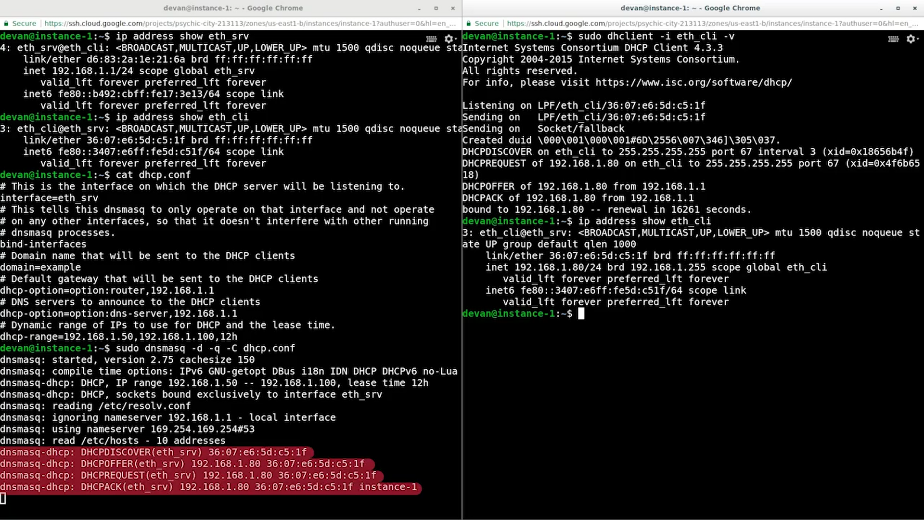 devan@instance-1: ~ - Google Chrome
Secure https://ssh.cloud.google.com/projects/psychic-city-213113/zones/us-east1-b/instances/instance-1?authuser=0&hl=en_...
devan@instance-1:~$ ip address show eth_srv
4: eth_srv@eth_cli: <BROADCAST,MULTICAST,UP,LOWER_UP> mtu 1500 qdisc noqueue sta
link/ether d6:83:2a:1e:21:6a brd ff:ff:ff:ff:ff:ff
inet 192.168.1.1/24 scope global eth_srv
valid_lft forever preferred_lft forever
inet6 fe80::b492:cbff:fe17:3e13/64 scope link
valid_lft forever preferred_lft forever
devan@instance-1:~$ ip address show eth_cli
3: eth_cli@eth_srv: <BROADCAST,MULTICAST,UP,LOWER_UP> mtu 1500 qdisc noqueue sta
link/ether 36:07:e6:5d:c5:1f brd ff:ff:ff:ff:ff:ff
inet6 fe80::3407:e6ff:fe5d:c51f/64 scope link
valid_lft forever preferred_lft forever
devan@instance-1:~$ cat dhcp.conf
# This is the interface on which the DHCP server will be listening to.
interface=eth_srv
# This tells this dnsmasq to only operate on that interface and not operate
# on any other interfaces, so that it doesn't interfere with other running
# dnsmasq processes.
bind-interfaces
# Domain name that will be sent to the DHCP clients
domain=example
# Default gateway that will be sent to the DHCP clients
dhcp-option=option:router,192.168.1.1
# DNS servers to announce to the DHCP clients
dhcp-option=option:dns-server,192.168.1.1
# Dynamic range of IPs to use for DHCP and the lease time.
dhcp-range=192.168.1.50,192.168.1.100,12h
devan@instance-1:~$ sudo dnsmasq -d -q -C dhcp.conf
dnsmasq: started, version 2.75 cachesize 150
dnsmasq: compile time options: IPv6 GNU-getopt DBus i18n IDN DHCP DHCPv6 no-Lua
dnsmasq-dhcp: DHCP, IP range 192.168.1.50 -- 192.168.1.100, lease time 12h
dnsmasq-dhcp: DHCP, sockets bound exclusively to interface eth_srv
dnsmasq: reading /etc/resolv.conf
dnsmasq: ignoring nameserver 192.168.1.1 - local interface
dnsmasq: using nameserver 169.254.169.254#53
dnsmasq: read /etc/hosts - 10 addresses
dnsmasq-dhcp: DHCPDISCOVER(eth_srv) 36:07:e6:5d:c5:1f
dnsmasq-dhcp: DHCPOFFER(eth_srv) 192.168.1.80 36:07:e6:5d:c5:1f
dnsmasq-dhcp: DHCPREQUEST(eth_srv) 192.168.1.80 36:07:e6:5d:c5:1f
dnsmasq-dhcp: DHCPACK(eth_srv) 192.168.1.80 36:07:e6:5d:c5:1f instance-1
devan@instance-1: ~ - Google Chrome
Secure https://ssh.cloud.google.com/projects/psychic-city-213113/zones/us-east1-b/instances/instance-1?authuser=0&hl=en_...
devan@instance-1:~$ sudo dhclient -i eth_cli -v
Internet Systems Consortium DHCP Client 4.3.3
Copyright 2004-2015 Internet Systems Consortium.
All rights reserved.
For info, please visit https://www.isc.org/software/dhcp/
Listening on LPF/eth_cli/36:07:e6:5d:c5:1f
Sending on   LPF/eth_cli/36:07:e6:5d:c5:1f
Sending on   Socket/fallback
Created duid \000\001\000\001#6D\2556\007\346]\305\037.
DHCPDISCOVER on eth_cli to 255.255.255.255 port 67 interval 3 (xid=0x18656b4f)
DHCPREQUEST of 192.168.1.80 on eth_cli to 255.255.255.255 port 67 (xid=0x4f6b65
18)
DHCPOFFER of 192.168.1.80 from 192.168.1.1
DHCPACK of 192.168.1.80 from 192.168.1.1
bound to 192.168.1.80 -- renewal in 16261 seconds.
devan@instance-1:~$ ip address show eth_cli
3: eth_cli@eth_srv: <BROADCAST,MULTICAST,UP,LOWER_UP> mtu 1500 qdisc noqueue st
ate UP group default qlen 1000
link/ether 36:07:e6:5d:c5:1f brd ff:ff:ff:ff:ff:ff
inet 192.168.1.80/24 brd 192.168.1.255 scope global eth_cli
valid_lft forever preferred_lft forever
inet6 fe80::3407:e6ff:fe5d:c51f/64 scope link
valid_lft forever preferred_lft forever
devan@instance-1:~$